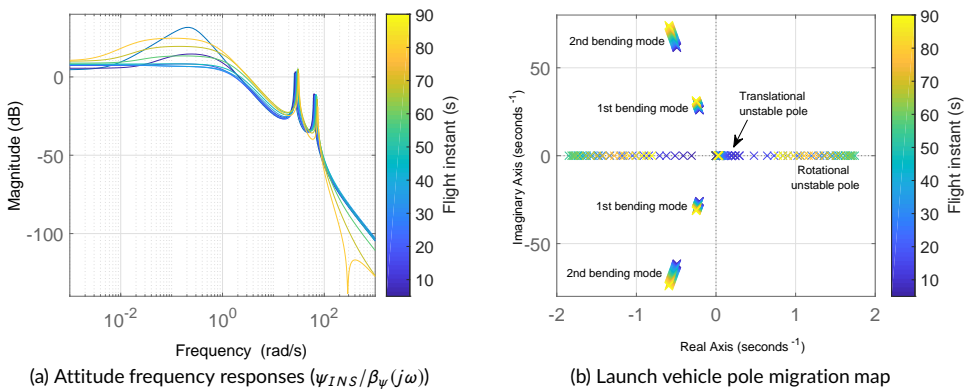 0
-50
-100
Magnitude (dB)
10^-2
10^0
10^2
Frequency (rad/s)
90
80
70
60
50
40
30
20
10
Flight instant (s)
(a) Attitude frequency responses (ψ_INS/β_ψ(jω))
50
0
-50
Imaginary Axis (seconds^-1)
2nd bending mode
1st bending mode
Translational
unstable pole
Rotational
unstable pole
1st bending mode
2nd bending mode
-2
-1
0
1
2
Real Axis (seconds^-1)
90
80
70
60
50
40
30
20
10
Flight instant (s)
(b) Launch vehicle pole migration map